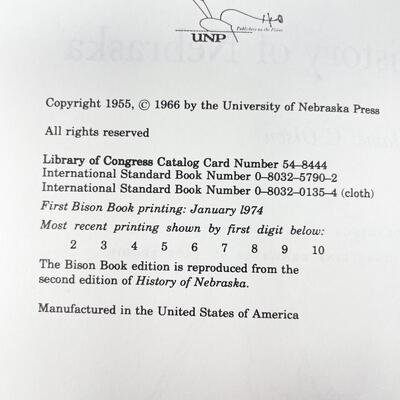 UNP
Publishers on the Plains
Copyright 1955, © 1966 by the University of Nebraska Press
All rights reserved
Library of Congress Catalog Card Number 54–8444
International Standard Book Number 0–8032–5790–2
International Standard Book Number 0–8032–0135–4 (cloth)
First Bison Book printing: January 1974
Most recent printing shown by first digit below:
2 3 4 5 6 7 8 9 10
The Bison Book edition is reproduced from the
second edition of History of Nebraska.
Manufactured in the United States of America